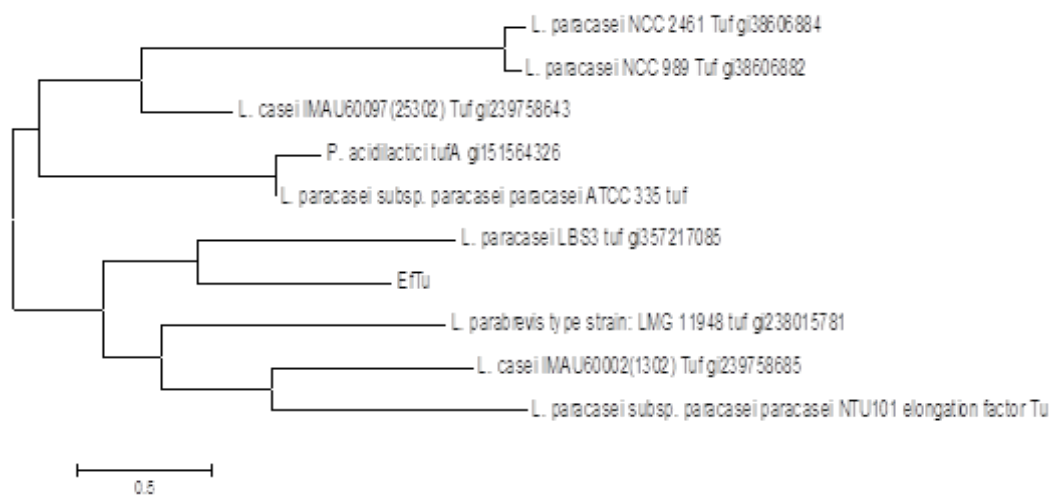 L. paracasei NCC 2461 Tuf gi38606884
L. paracasei NCC 989 Tuf gi38606882
L. casei IMAU60097(25302) Tuf gi239758643
P. acidilactici tufA gi151564326
L. paracasei subsp. paracasei paracasei ATCC 335 tuf
L. paracasei LBS3 tuf gi357217085
EfTu
L. parabrevis type strain: LMG 11948 tuf gi238015781
L. casei IMAU60002(1302) Tuf gi239758685
L. paracasei subsp. paracasei paracasei NTU101 elongation factor Tu
0.5